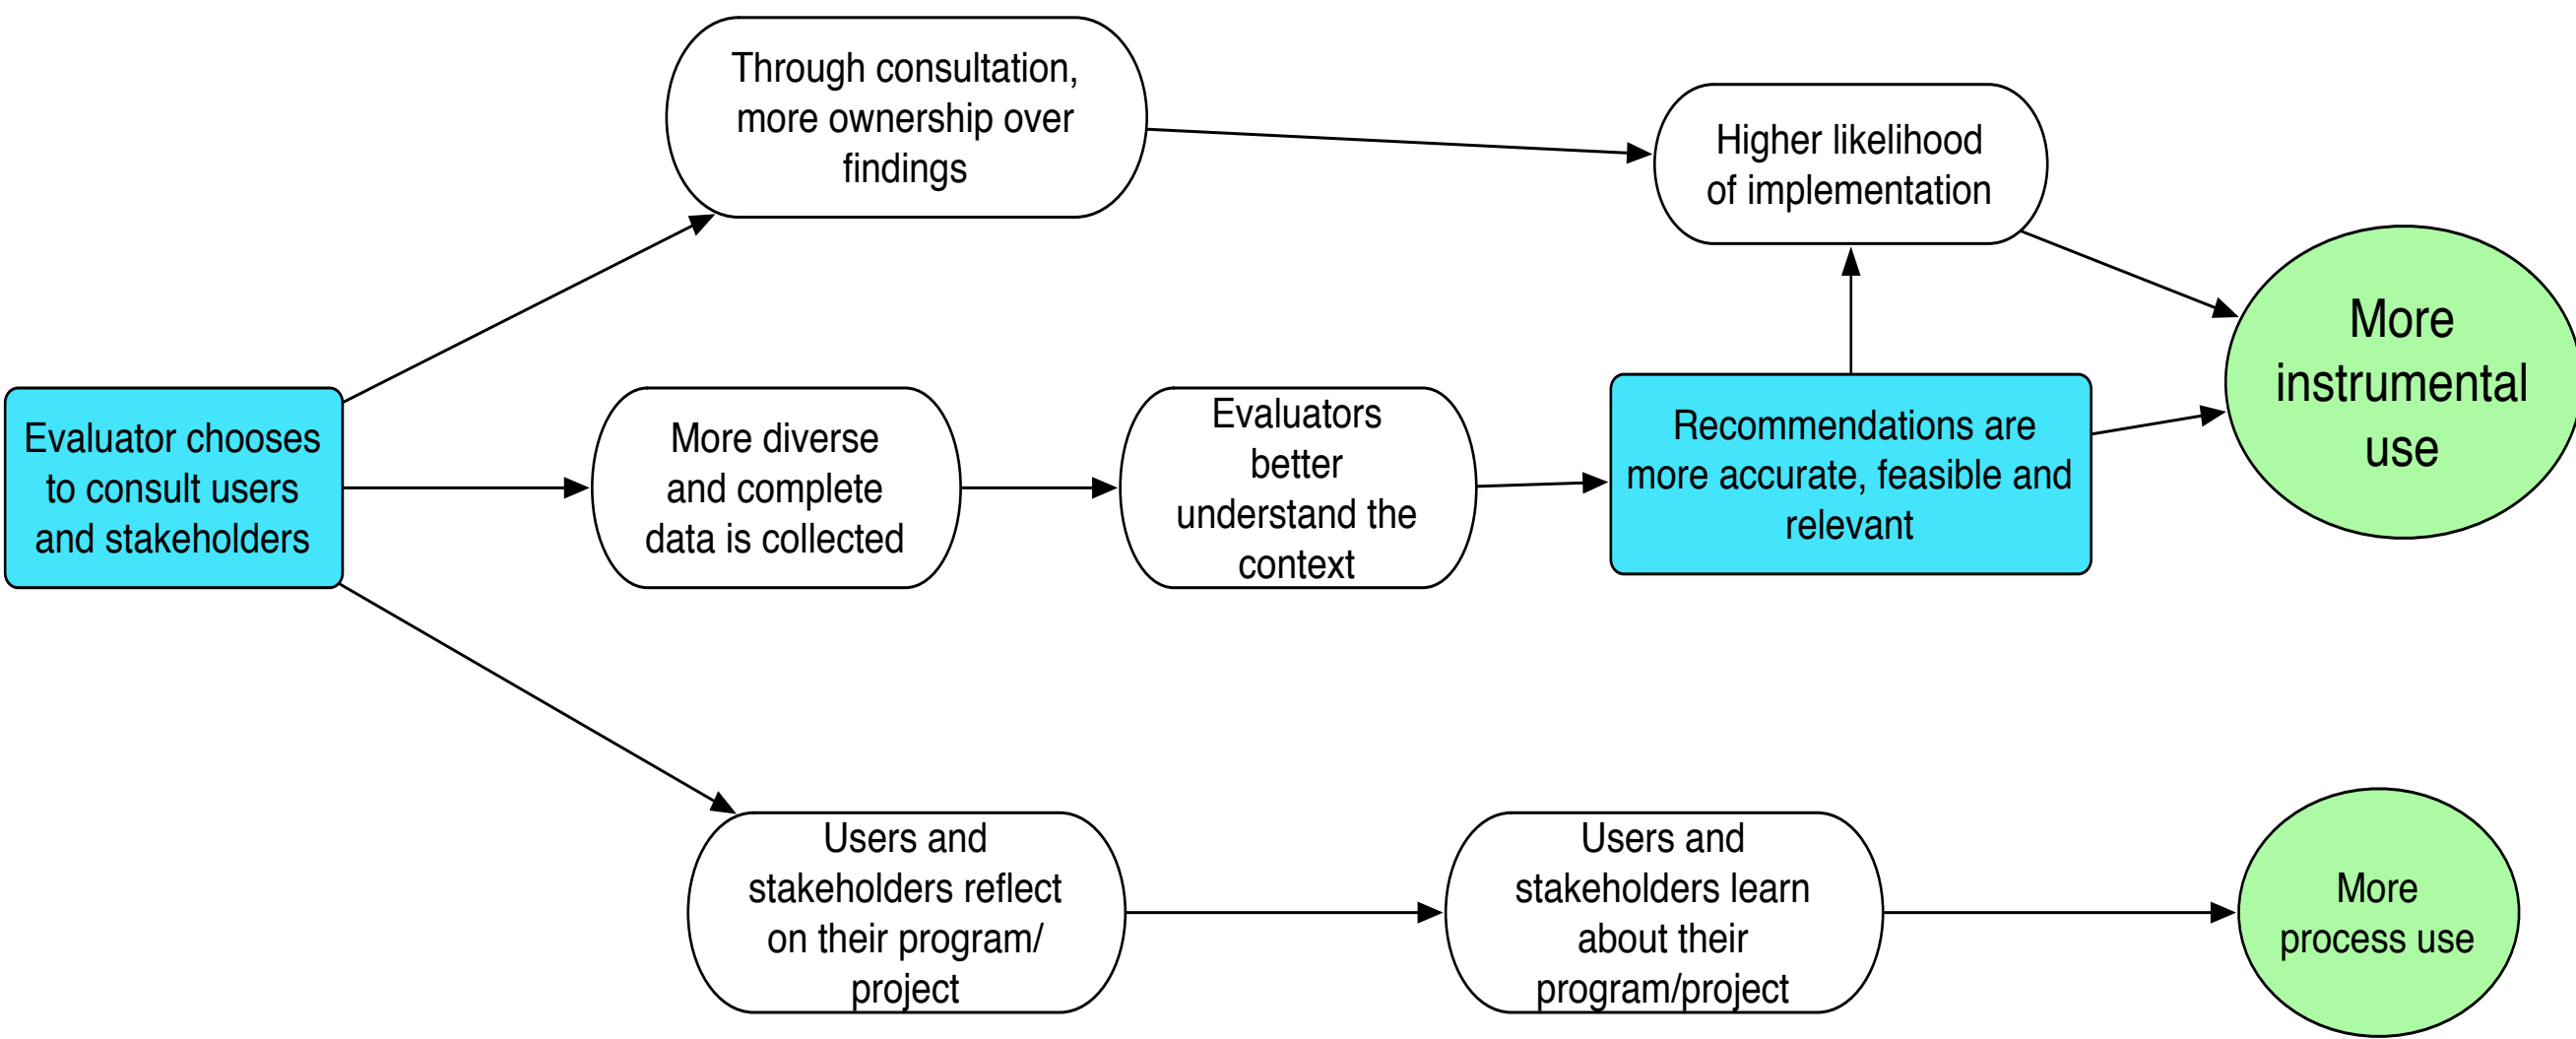 Through consultation,
more ownership over
findings
Higher likelihood
of implementation
More
instrumental
use
Evaluator chooses
to consult users
and stakeholders
More diverse
and complete
data is collected
Evaluators
better
understand the
context
Recommendations are
more accurate, feasible and
relevant
Users and
stakeholders reflect
on their program/
project
Users and
stakeholders learn
about their
program/project
More
process use